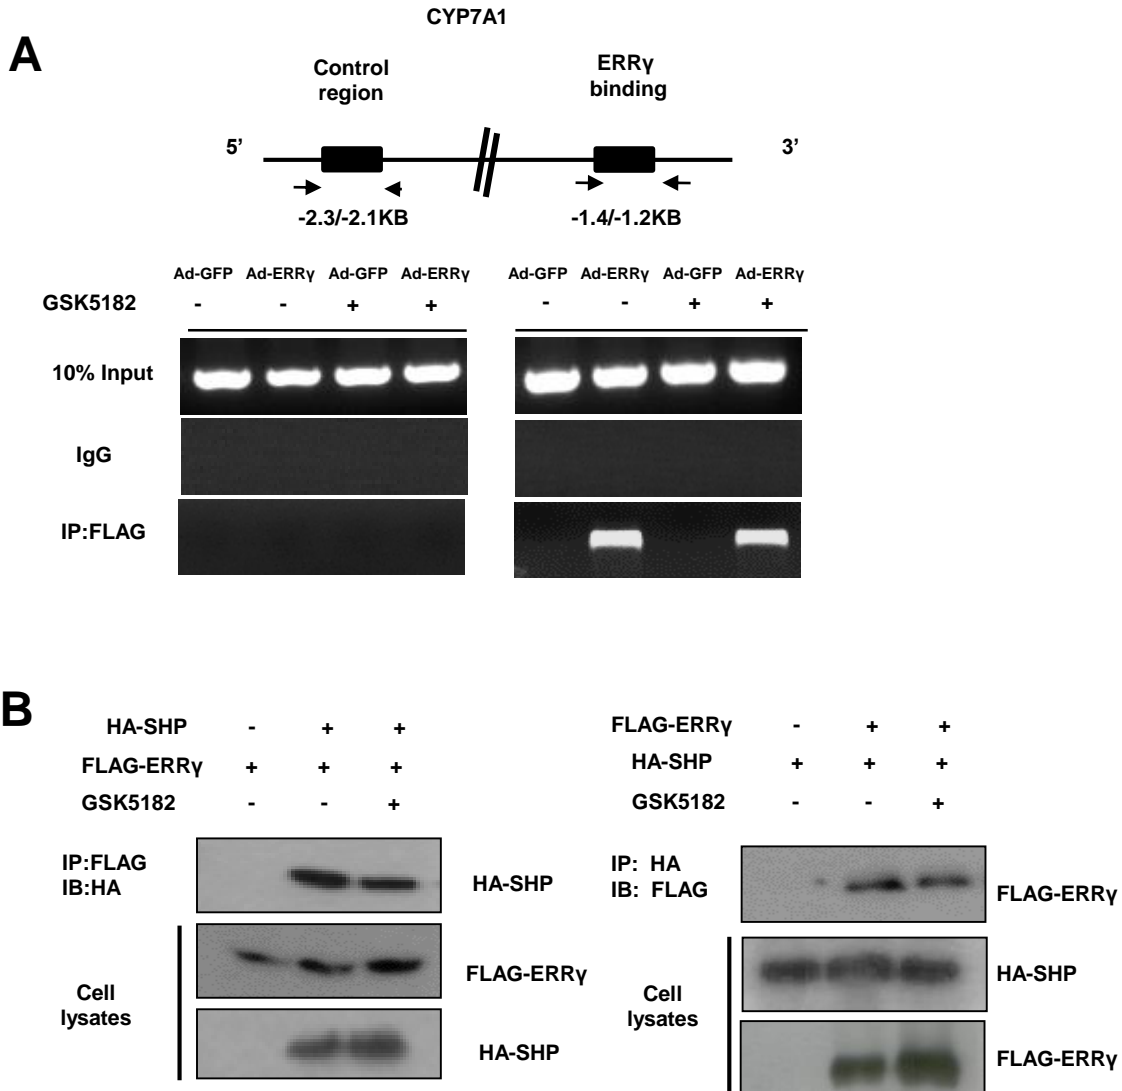 CYP7A1
A
Control
region
ERRγ
binding
5’
3’
-2.3/-2.1KB
-1.4/-1.2KB
Ad-GFP Ad-ERRγ Ad-GFP Ad-ERRγ
Ad-GFP Ad-ERRγ Ad-GFP Ad-ERRγ
GSK5182 - - + +
- - + +
10% Input
IgG
IP:FLAG
B
HA-SHP - + +
FLAG-ERRγ + + +
GSK5182 - - +
IP:FLAG
IB:HA
HA-SHP
FLAG-ERRγ
Cell
lysates
HA-SHP
FLAG-ERRγ - + +
HA-SHP + + +
GSK5182 - - +
IP: HA
IB: FLAG
FLAG-ERRγ
HA-SHP
Cell
lysates
FLAG-ERRγ